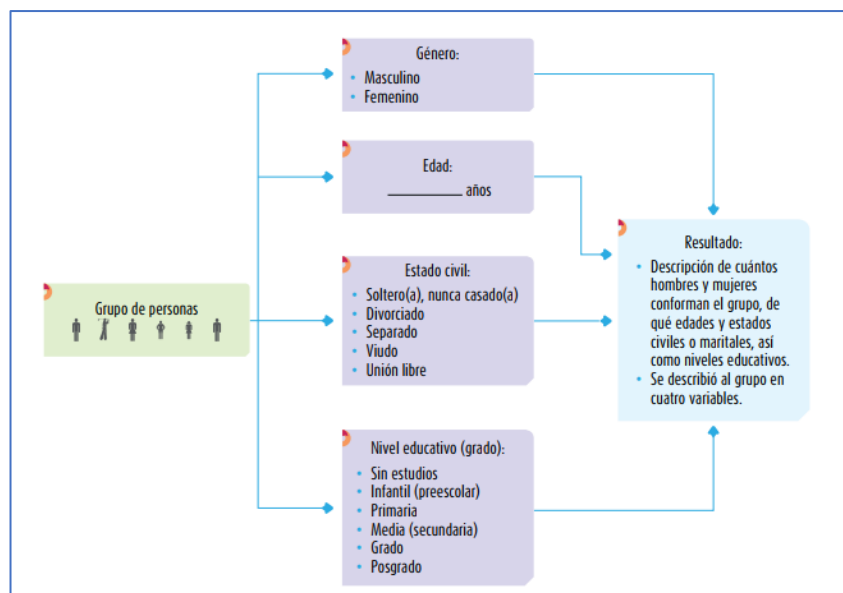 Grupo de personas
Género:
• Masculino
• Femenino
Edad:
__________ años
Estado civil:
• Soltero(a), nunca casado(a)
• Divorciado
• Separado
• Viudo
• Unión libre
Nivel educativo (grado):
• Sin estudios
• Infantil (preescolar)
• Primaria
• Media (secundaria)
• Grado
• Posgrado
Resultado:
• Descripción de cuántos
hombres y mujeres
conforman el grupo, de
qué edades y estados
civiles o maritales, así
como niveles educativos.
• Se describió al grupo en
cuatro variables.